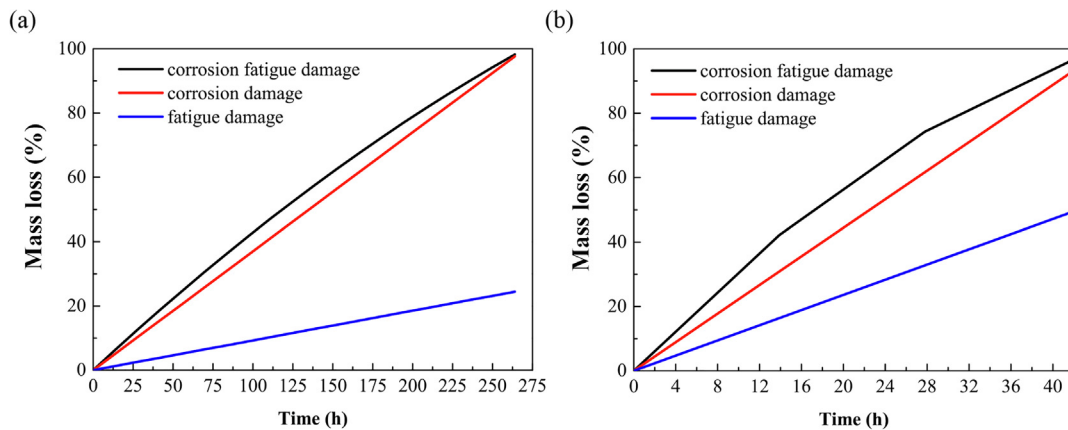 (a)
100
80
60
40
20
0
Mass loss (%)
corrosion fatigue damage
corrosion damage
fatigue damage
0 25 50 75 100 125 150 175 200 225 250 275
Time (h)
(b)
100
80
60
40
20
0
Mass loss (%)
corrosion fatigue damage
corrosion damage
fatigue damage
0 4 8 12 16 20 24 28 32 36 40
Time (h)